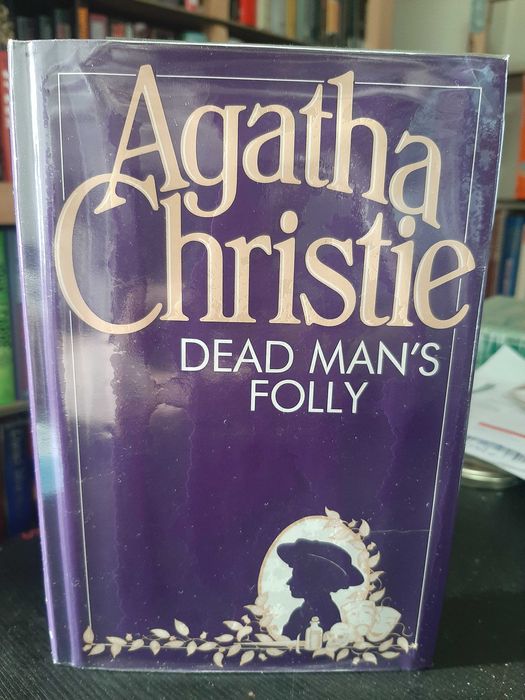 Agatha
Christie
DEAD MAN'S
FOLLY